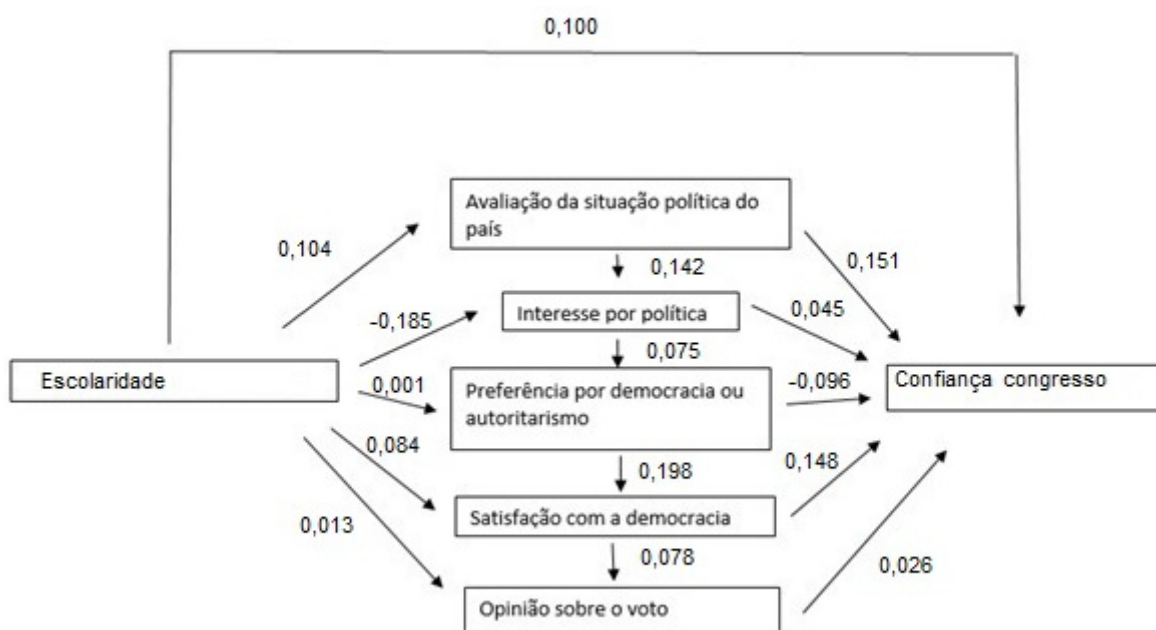 0,100
Avaliação da situação política do
país
0,104
0,142
0,151
Interesse por política
-0,185
0,045
0,075
Escolaridade
0,001
Preferência por democracia ou
autoritarismo
-0,096
Confiança congresso
0,084
0,198
0,148
Satisfação com a democracia
0,013
0,078
0,026
Opinião sobre o voto